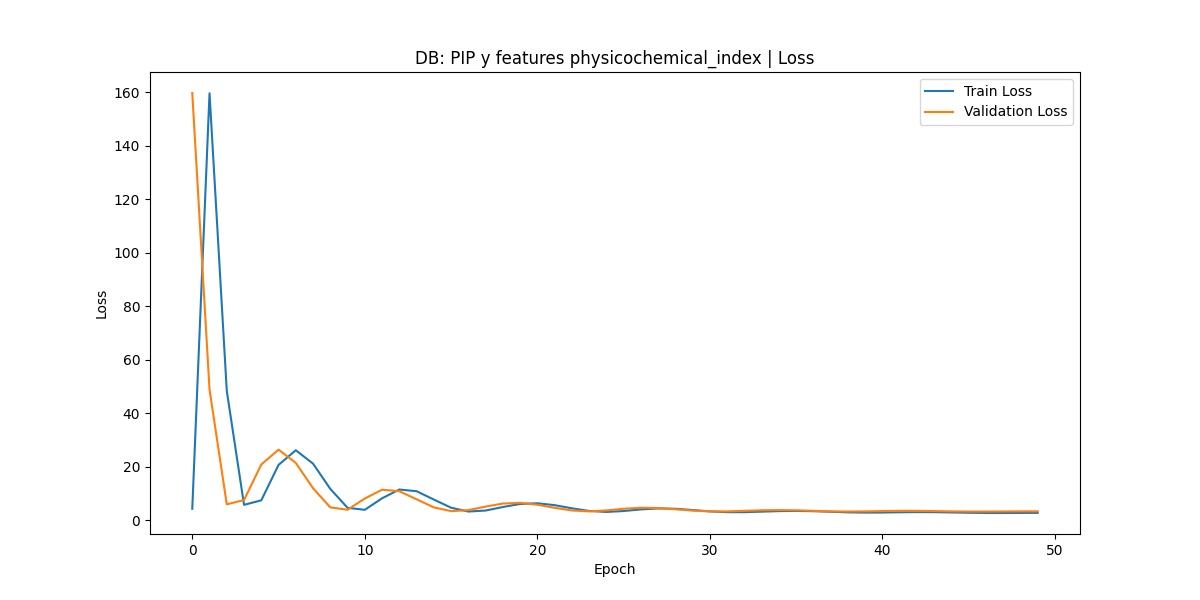 DB: PIP y features physicochemical_index | Loss
Train Loss
Validation Loss
160
140
120
100
80
60
40
20
0
Loss
0 10 20 30 40 50
Epoch